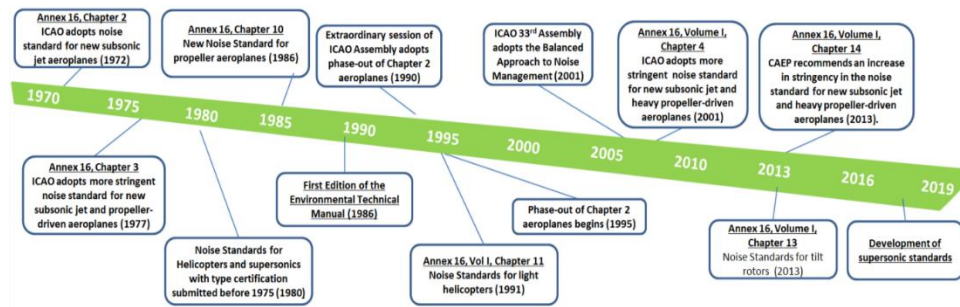 Annex 16, Chapter 2
ICAO adopts noise
standard for new subsonic
jet aeroplanes (1972)
Annex 16, Chapter 10
New Noise Standard for
propeller aeroplanes (1986)
Extraordinary session of
ICAO Assembly adopts
phase-out of Chapter 2
aeroplanes (1990)
ICAO 33rd Assembly
adopts the Balanced
Approach to Noise
Management (2001)
Annex 16, Volume I,
Chapter 4
ICAO adopts more
stringent noise standard
for new subsonic jet and
heavy propeller-driven
aeroplanes (2001)
Annex 16, Volume I,
Chapter 14
CAEP recommends an increase
in stringency in the noise
standard for new subsonic jet
and heavy propeller-driven
aeroplanes (2013).
1970 1975 1980 1985 1990 1995 2000 2005 2010 2013 2016 2019
Annex 16, Chapter 3
ICAO adopts more stringent
noise standard for new
subsonic jet and propeller-
driven aeroplanes (1977)
Noise Standards for
Helicopters and supersonics
with type certification
submitted before 1975 (1980)
First Edition of the
Environmental Technical
Manual (1986)
Annex 16, Vol I, Chapter 11
Noise Standards for light
helicopters (1991)
Phase-out of Chapter 2
aeroplanes begins (1995)
Annex 16, Volume I,
Chapter 13
Noise Standards for tilt
rotors (2013)
Development of
supersonic standards